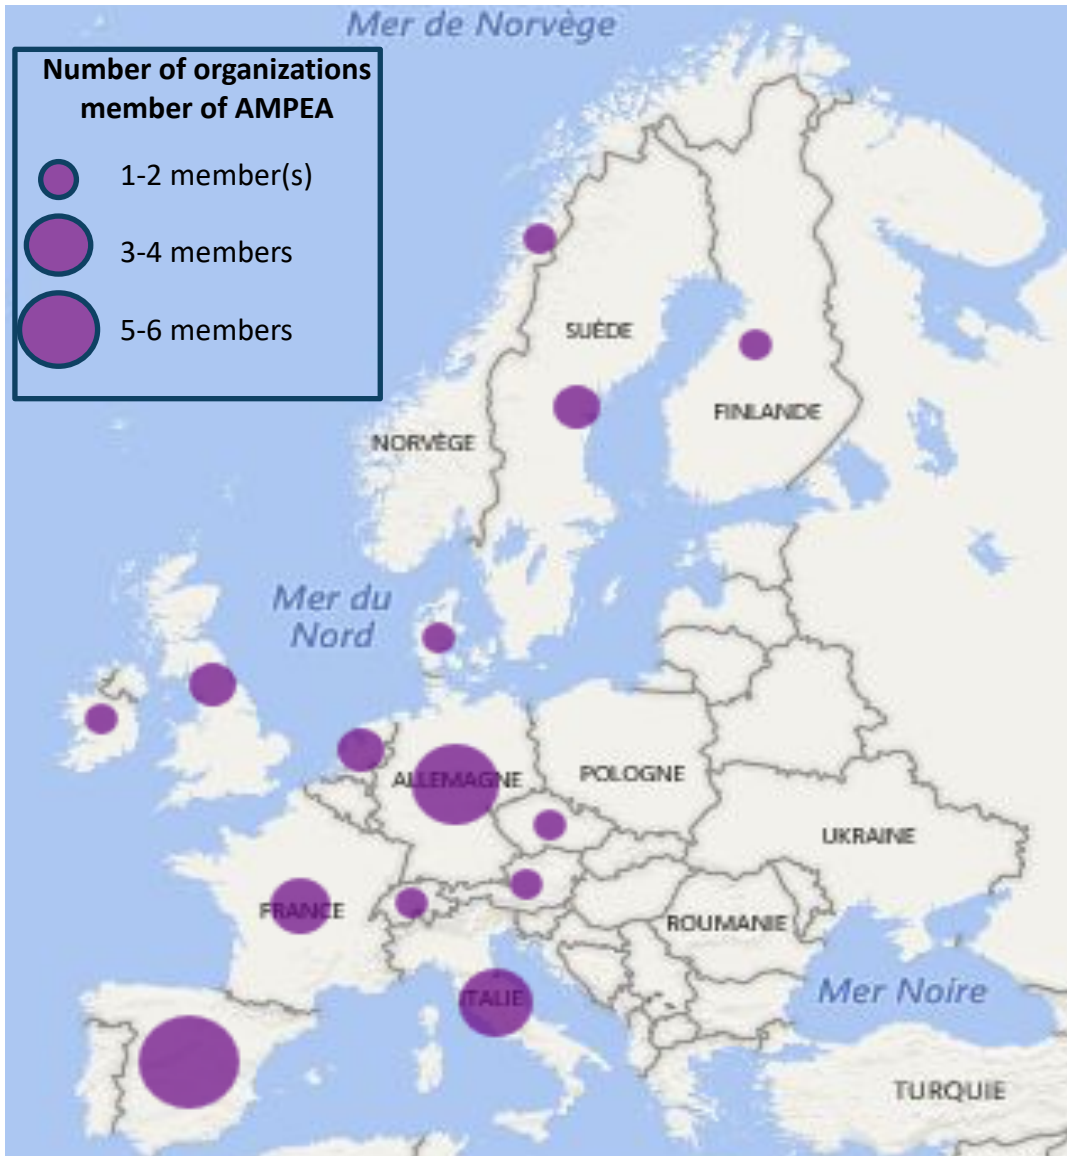 Mer de Norvège
Number of organizations
member of AMPEA
1-2 member(s)
3-4 members
5-6 members
SUÈDE
FINLANDE
NORVÈGE
Mer du
Nord
ALLEMAGNE
POLOGNE
UKRAINE
FRANCE
ROUMANIE
ITALIE
Mer Noire
TURQUIE